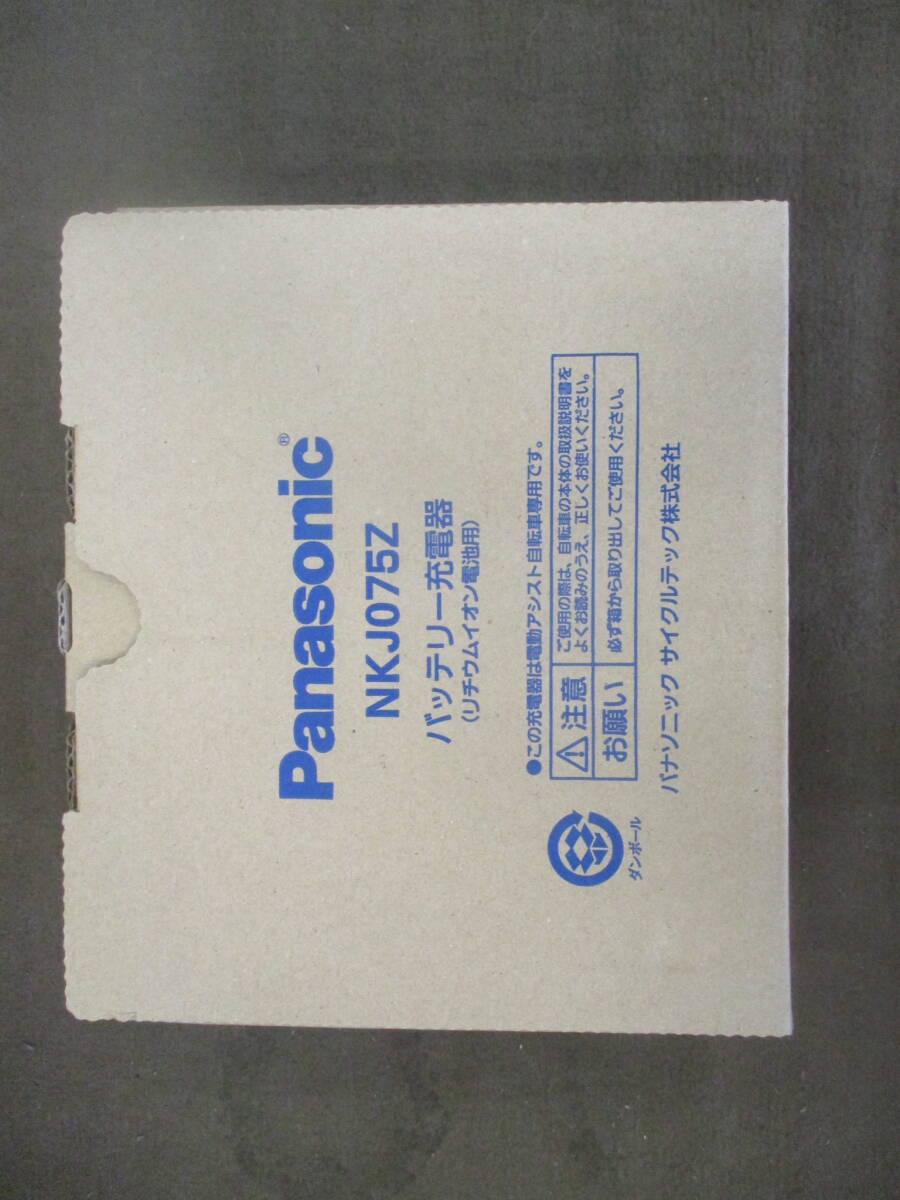 Panasonic®
NKJ075Z
バッテリー充電器
(リチウムイオン電池用)
●この充電器は電動アシスト自転車専用です。
注意
ご使用の際は、自転車の本体の取扱説明書を
よくお読みのうえ、正しくお使いください。
お願い
必ず箱から取り出してご使用ください。
パナソニック サイクルテック株式会社
ダンボール